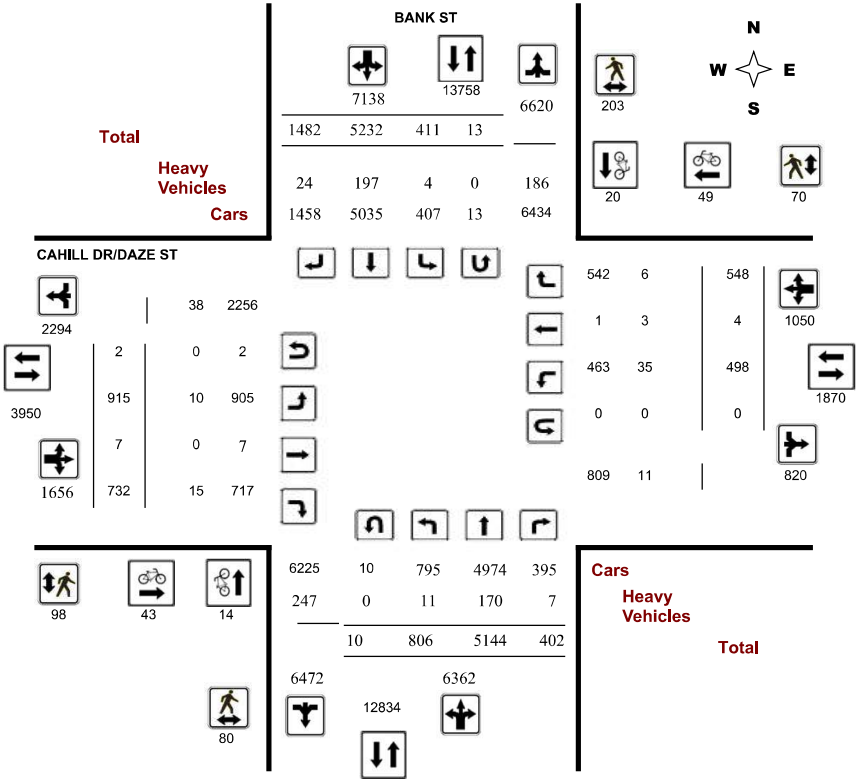 BANK ST
N
W E
S
7138 13758 6620 203
Total 1482 5232 411 13
Heavy
Vehicles
24 197 4 0 186
20 49 70
Cars 1458 5035 407 13 6434
CAHILL DR/DAZE ST
542 6 548
38 2256
2294 1 3 4 1050
2 0 2
463 35 498
915 10 905
3950 0 0 0 1870
7 0 7
809 11 820
1656 732 15 717
6225 10 795 4974 395 Cars
247 0 11 170 7 Heavy
Vehicles
98 43 14
10 806 5144 402 Total
6472 12834 6362
80